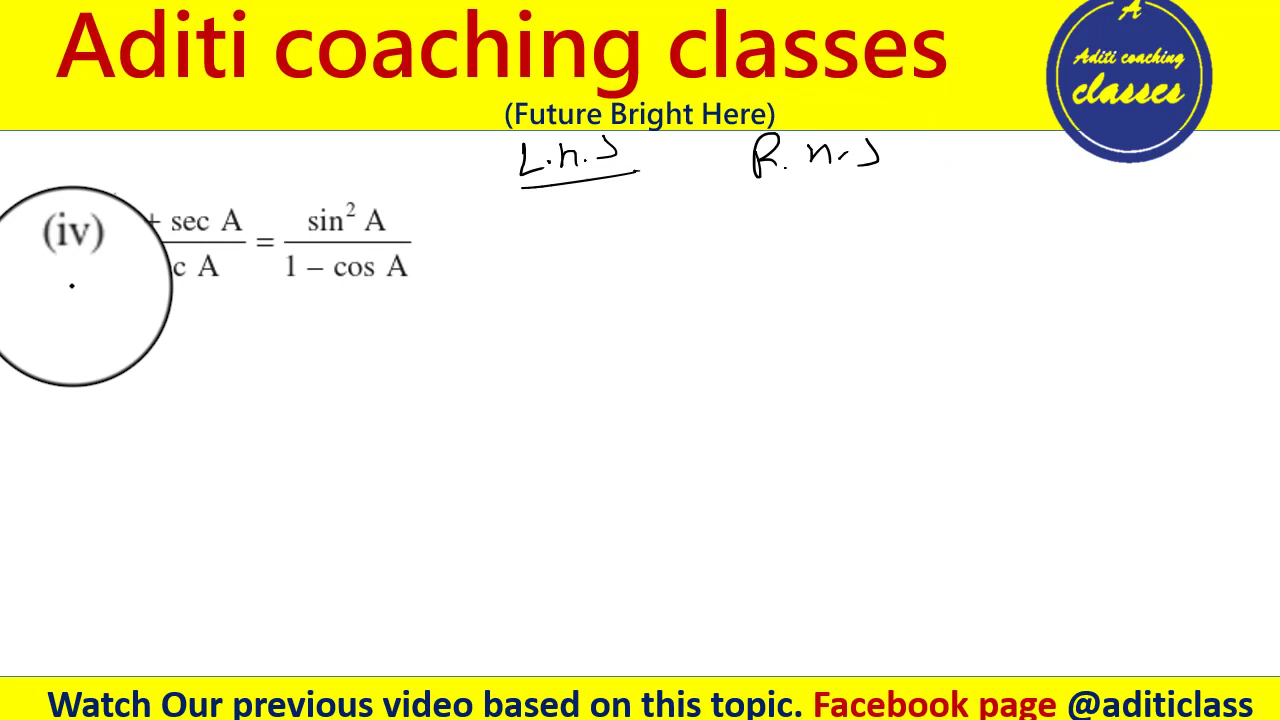 Aditi coaching classes
(Future Bright Here)
A
Aditi coaching
classes
L.h.s R.h.s
(iv) + sec A / c A = sin² A / 1 – cos A
Watch Our previous video based on this topic. Facebook page @aditiclass